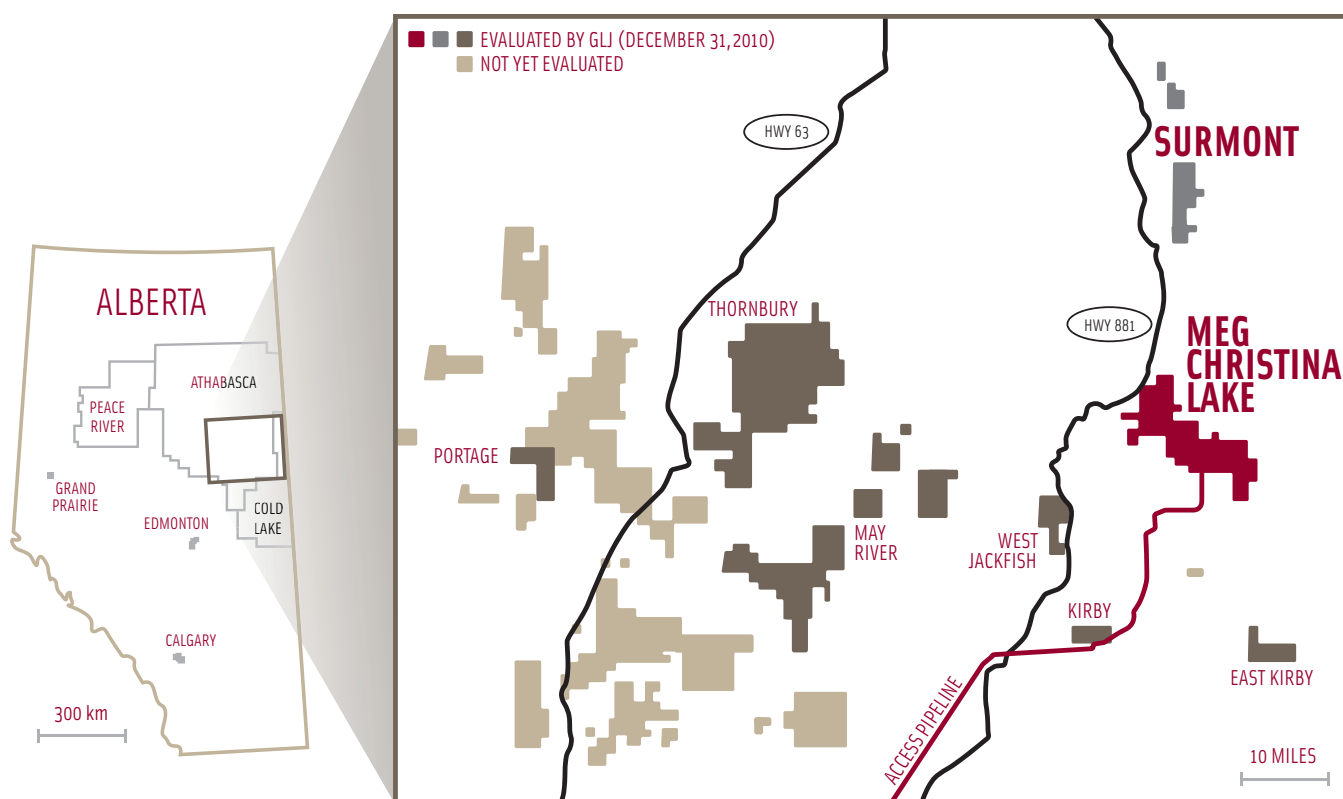 EVALUATED BY GLJ (DECEMBER 31, 2010)
NOT YET EVALUATED
HWY 63
SURMONT
ALBERTA
THORNBURY
HWY 881
MEG
CHRISTINA
LAKE
ATHABASCA
PEACE
RIVER
PORTAGE
GRAND
PRAIRIE
EDMONTON
COLD
LAKE
MAY
RIVER
WEST
JACKFISH
KIRBY
CALGARY
EAST KIRBY
ACCESS PIPELINE
300 km
10 MILES